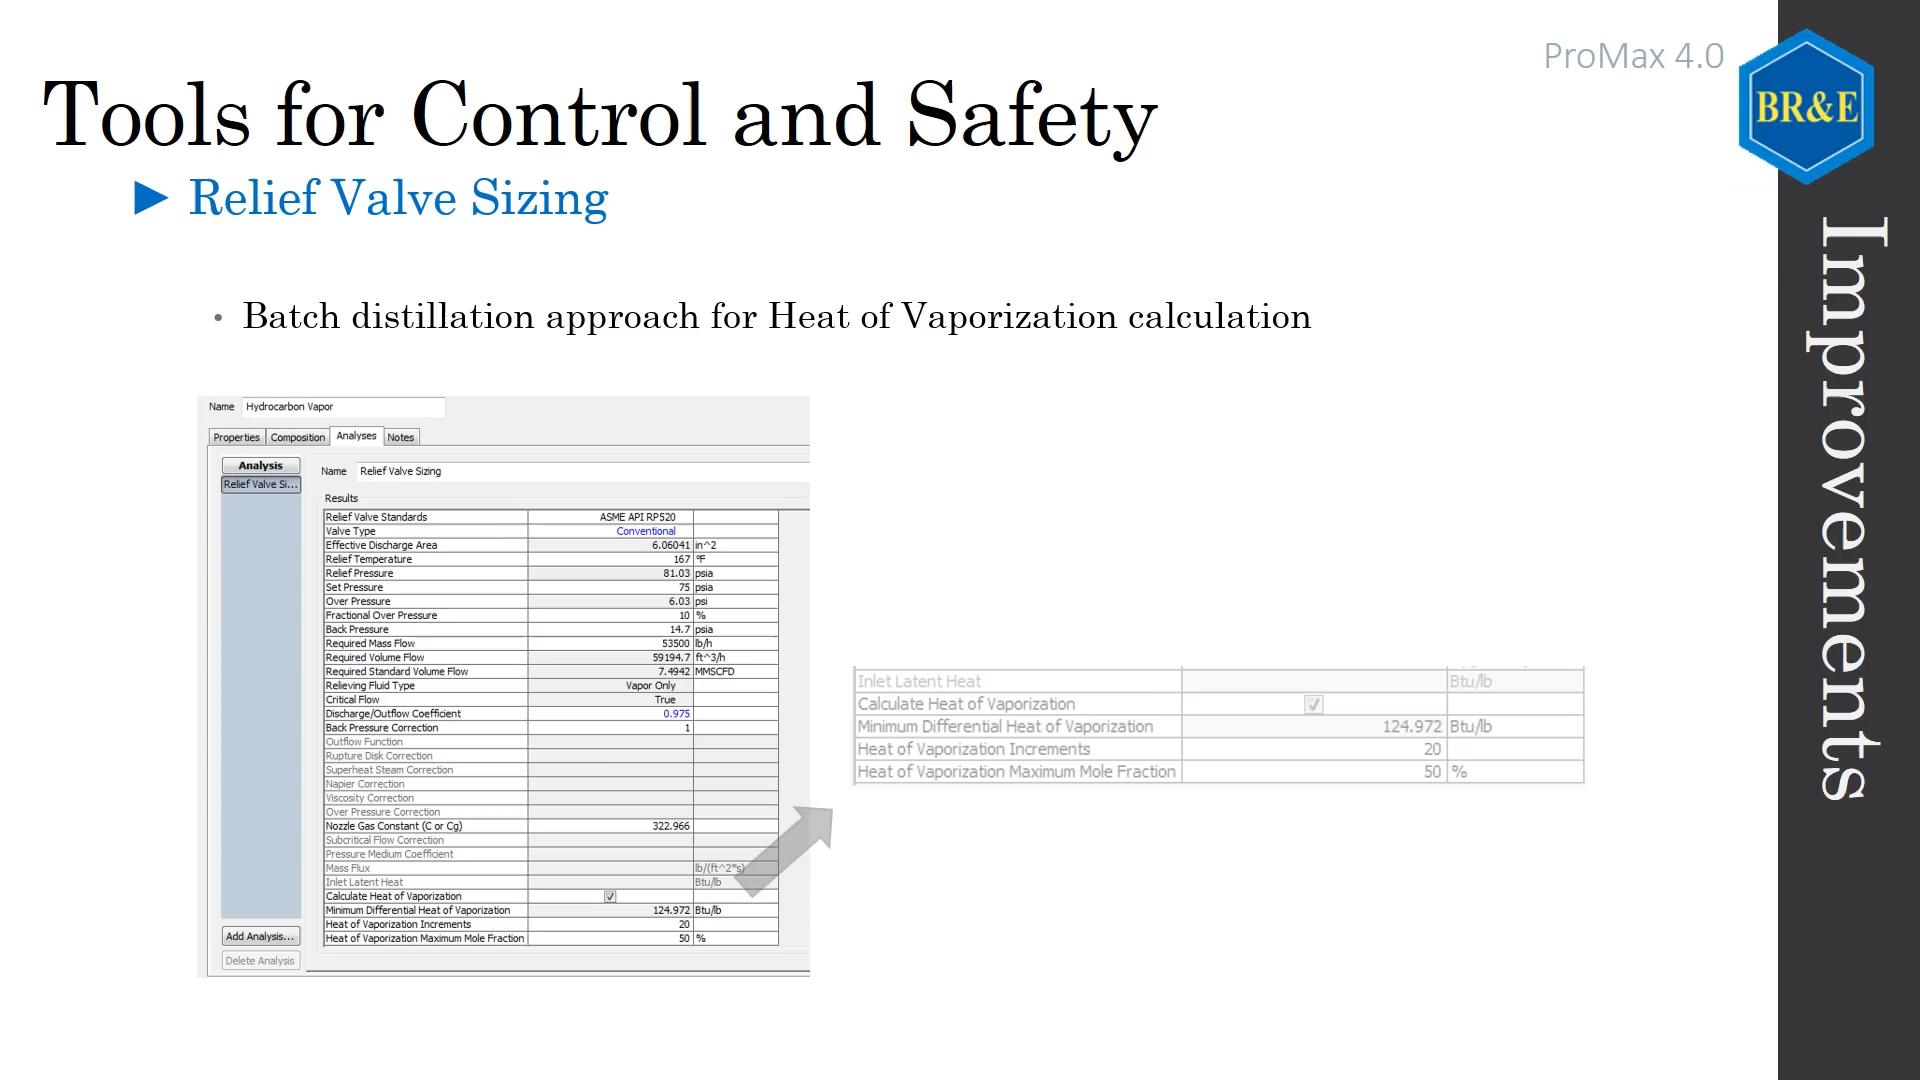 ProMax 4.0
BR&E
Tools for Control and Safety
► Relief Valve Sizing
• Batch distillation approach for Heat of Vaporization calculation
Improvements
Name Hydrocarbon Vapor
Properties Composition Analyses Notes
Analysis
Relief Valve Si...
Name Relief Valve Sizing
Results
Relief Valve Standards ASME API RP520
Valve Type Conventional
Effective Discharge Area 6.06041 in^2
Relief Temperature 167 °F
Relief Pressure 81.03 psia
Set Pressure 75 psia
Over Pressure 6.03 psi
Fractional Over Pressure 10 %
Back Pressure 14.7 psia
Required Mass Flow 53500 lb/h
Required Volume Flow 59194.7 ft^3/h
Required Standard Volume Flow 7.4942 MMSCFD
Relieving Fluid Type Vapor Only
Critical Flow True
Discharge/Outflow Coefficient 0.975
Back Pressure Correction 1
Outflow Function
Rupture Disk Correction
Superheat Steam Correction
Napier Correction
Viscosity Correction
Over Pressure Correction
Nozzle Gas Constant (C or Cg) 322.966
Subcritical Flow Correction
Pressure Medium Coefficient
Mass Flux lb/(ft^2*s)
Inlet Latent Heat Btu/lb
Calculate Heat of Vaporization
Minimum Differential Heat of Vaporization 124.972 Btu/lb
Heat of Vaporization Increments 20
Heat of Vaporization Maximum Mole Fraction 50 %
Add Analysis...
Delete Analysis
Inlet Latent Heat Btu/lb
Calculate Heat of Vaporization
Minimum Differential Heat of Vaporization 124.972 Btu/lb
Heat of Vaporization Increments 20
Heat of Vaporization Maximum Mole Fraction 50 %